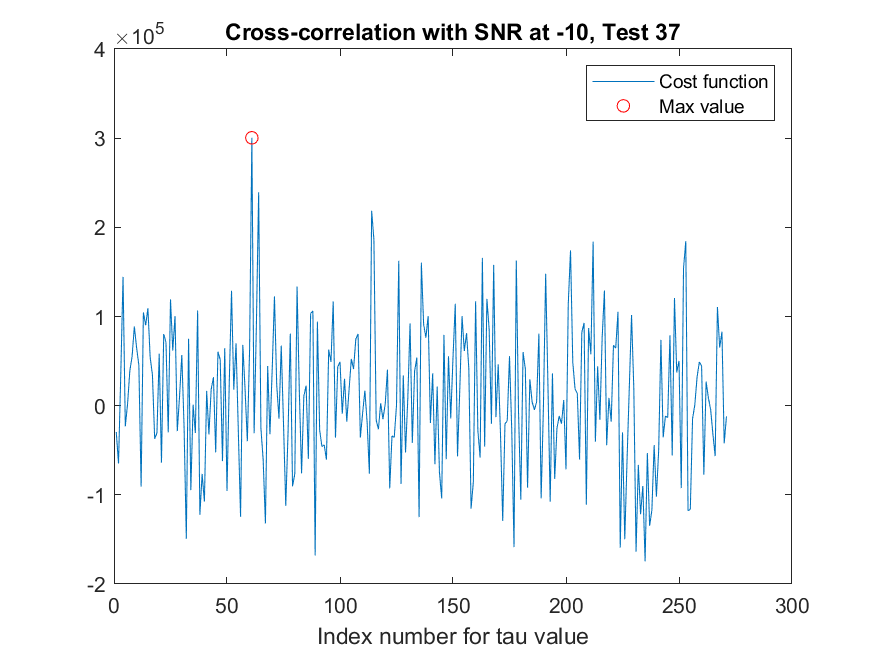 Cross-correlation with SNR at -10, Test 37
×10^5
4
3
2
1
0
-1
-2
0 50 100 150 200 250 300
Index number for tau value
Cost function
Max value